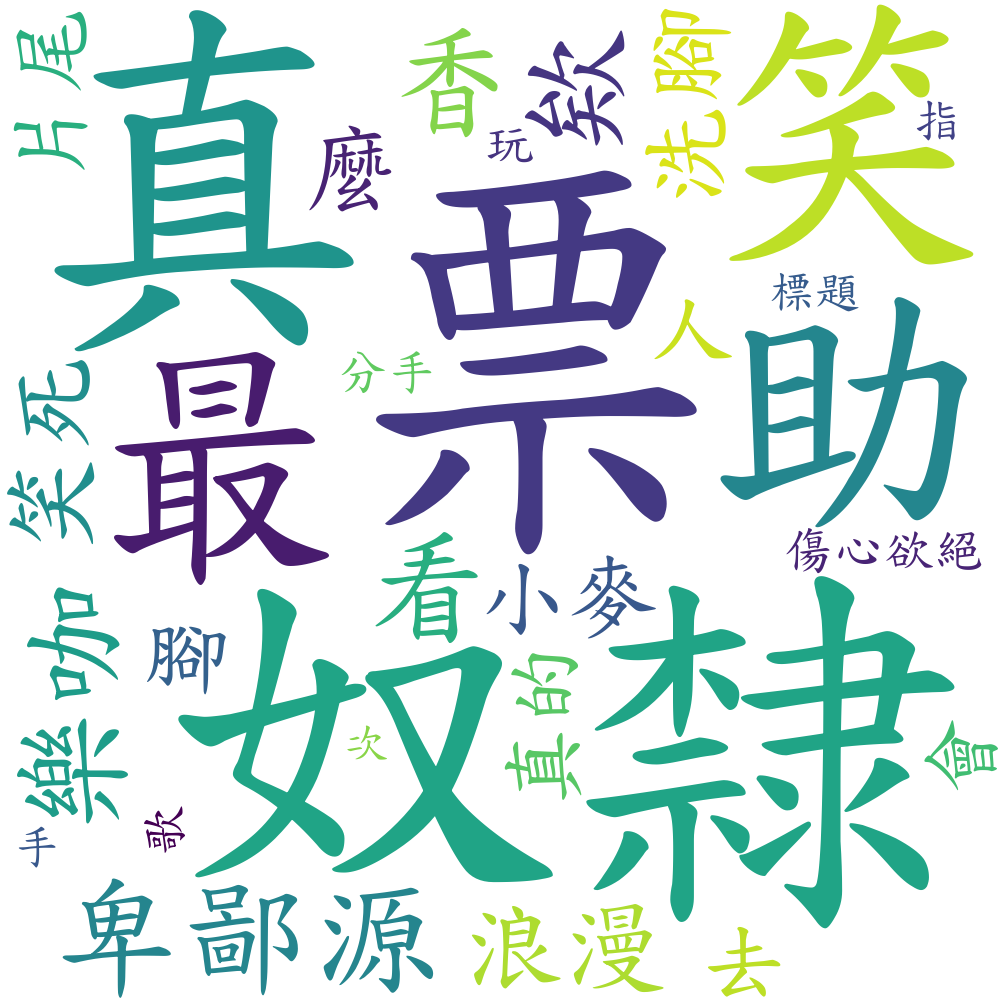 片尾
真
香
欸
洗腳
笑
指
麼
玩
票
標題
人
助
分手
最
笑死
傷心欲絕
看
小麥
奴隸
腳
樂咖
真的
次
會
歌
手
卑鄙源
浪漫
去